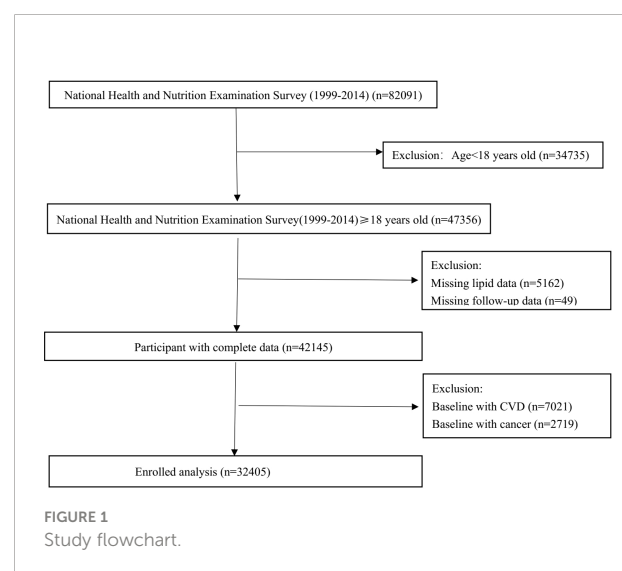 National Health and Nutrition Examination Survey (1999-2014) (n=82091)
Exclusion: Age<18 years old (n=34735)
National Health and Nutrition Examination Survey(1999-2014)≥18 years old (n=47356)
Exclusion:
Missing lipid data (n=5162)
Missing follow-up data (n=49)
Participant with complete data (n=42145)
Exclusion:
Baseline with CVD (n=7021)
Baseline with cancer (n=2719)
Enrolled analysis (n=32405)
FIGURE 1
Study flowchart.